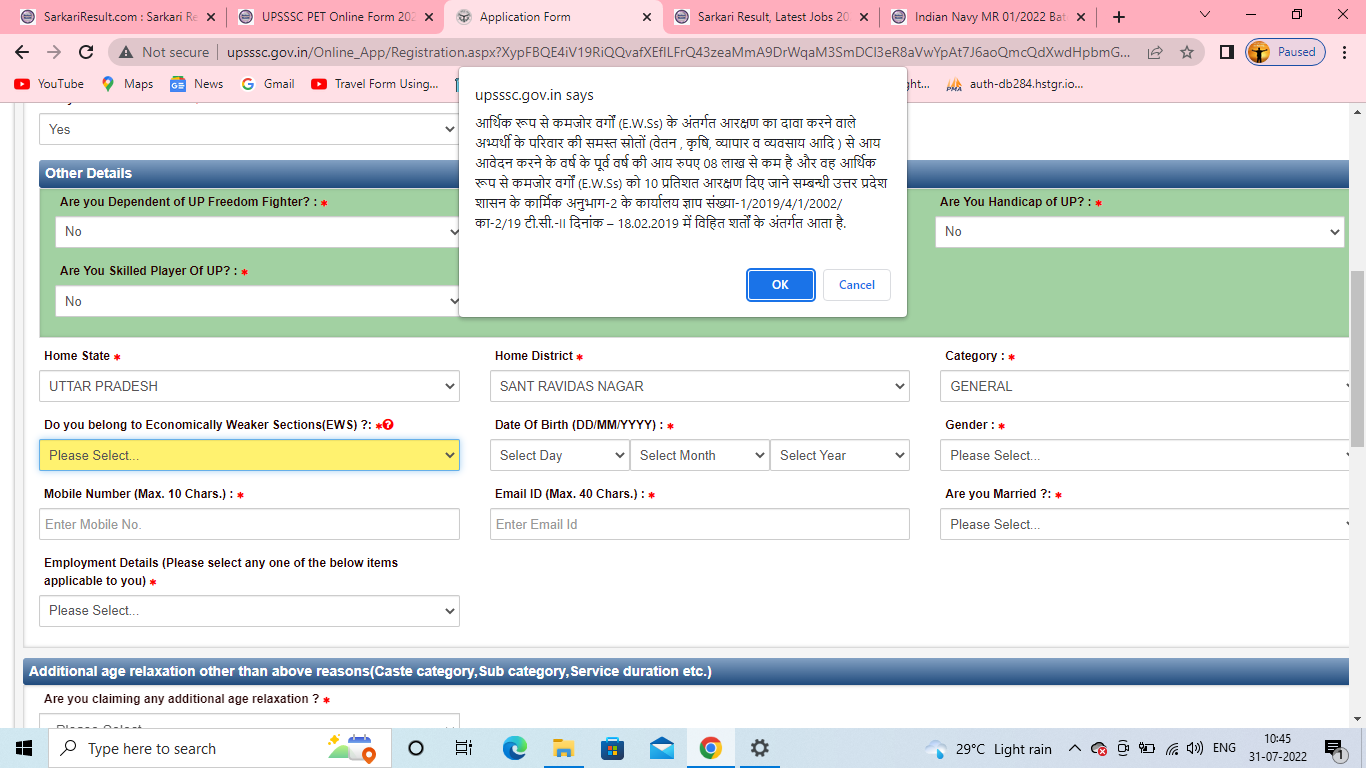 SarkariResult.com : Sarkari Re
UPSSSC PET Online Form 202
Application Form
Sarkari Result, Latest Jobs 20
Indian Navy MR 01/2022 Bat
Not secure
upsssc.gov.in/Online_App/Registration.aspx?XypFBQE4iV19RiQQvafXEflLFrQ43zeaMmA9DrWqaM3SmDCl3eR8aVwYpAt7J6aoQmcQdXwdHpbmG...
Paused
YouTube
Maps
News
Gmail
Travel Form Using...
ght...
auth-db284.hstgr.io...
upsssc.gov.in says
आर्थिक रूप से कमजोर वर्गों (E.W.Ss) के अंतर्गत आरक्षण का दावा करने वाले
अभ्यर्थी के परिवार की समस्त स्रोतों (वेतन , कृषि, व्यापार व व्यवसाय आदि ) से आय
आवेदन करने के वर्ष के पूर्व वर्ष की आय रुपए 08 लाख से कम है और वह आर्थिक
रूप से कमजोर वर्गों (E.W.Ss) को 10 प्रतिशत आरक्षण दिए जाने सम्बन्धी उत्तर प्रदेश
शासन के कार्मिक अनुभाग-2 के कार्यालय ज्ञाप संख्या-1/2019/4/1/2002/
का-2/19 टी.सी.-II दिनांक – 18.02.2019 में विहित शर्तों के अंतर्गत आता है.
OK
Cancel
Yes
Other Details
Are you Dependent of UP Freedom Fighter? : *
Are You Handicap of UP? : *
No
No
Are You Skilled Player Of UP? : *
No
Home State *
Home District *
Category : *
UTTAR PRADESH
SANT RAVIDAS NAGAR
GENERAL
Do you belong to Economically Weaker Sections(EWS) ?: *?
Date Of Birth (DD/MM/YYYY) : *
Gender : *
Please Select...
Select Day
Select Month
Select Year
Please Select...
Mobile Number (Max. 10 Chars.) : *
Email ID (Max. 40 Chars.) : *
Are you Married ?: *
Enter Mobile No.
Enter Email Id
Please Select...
Employment Details (Please select any one of the below items
applicable to you) *
Please Select...
Additional age relaxation other than above reasons(Caste category,Sub category,Service duration etc.)
Are you claiming any additional age relaxation ? *
Please Select
Type here to search
29°C Light rain
ENG
10:45
31-07-2022
1